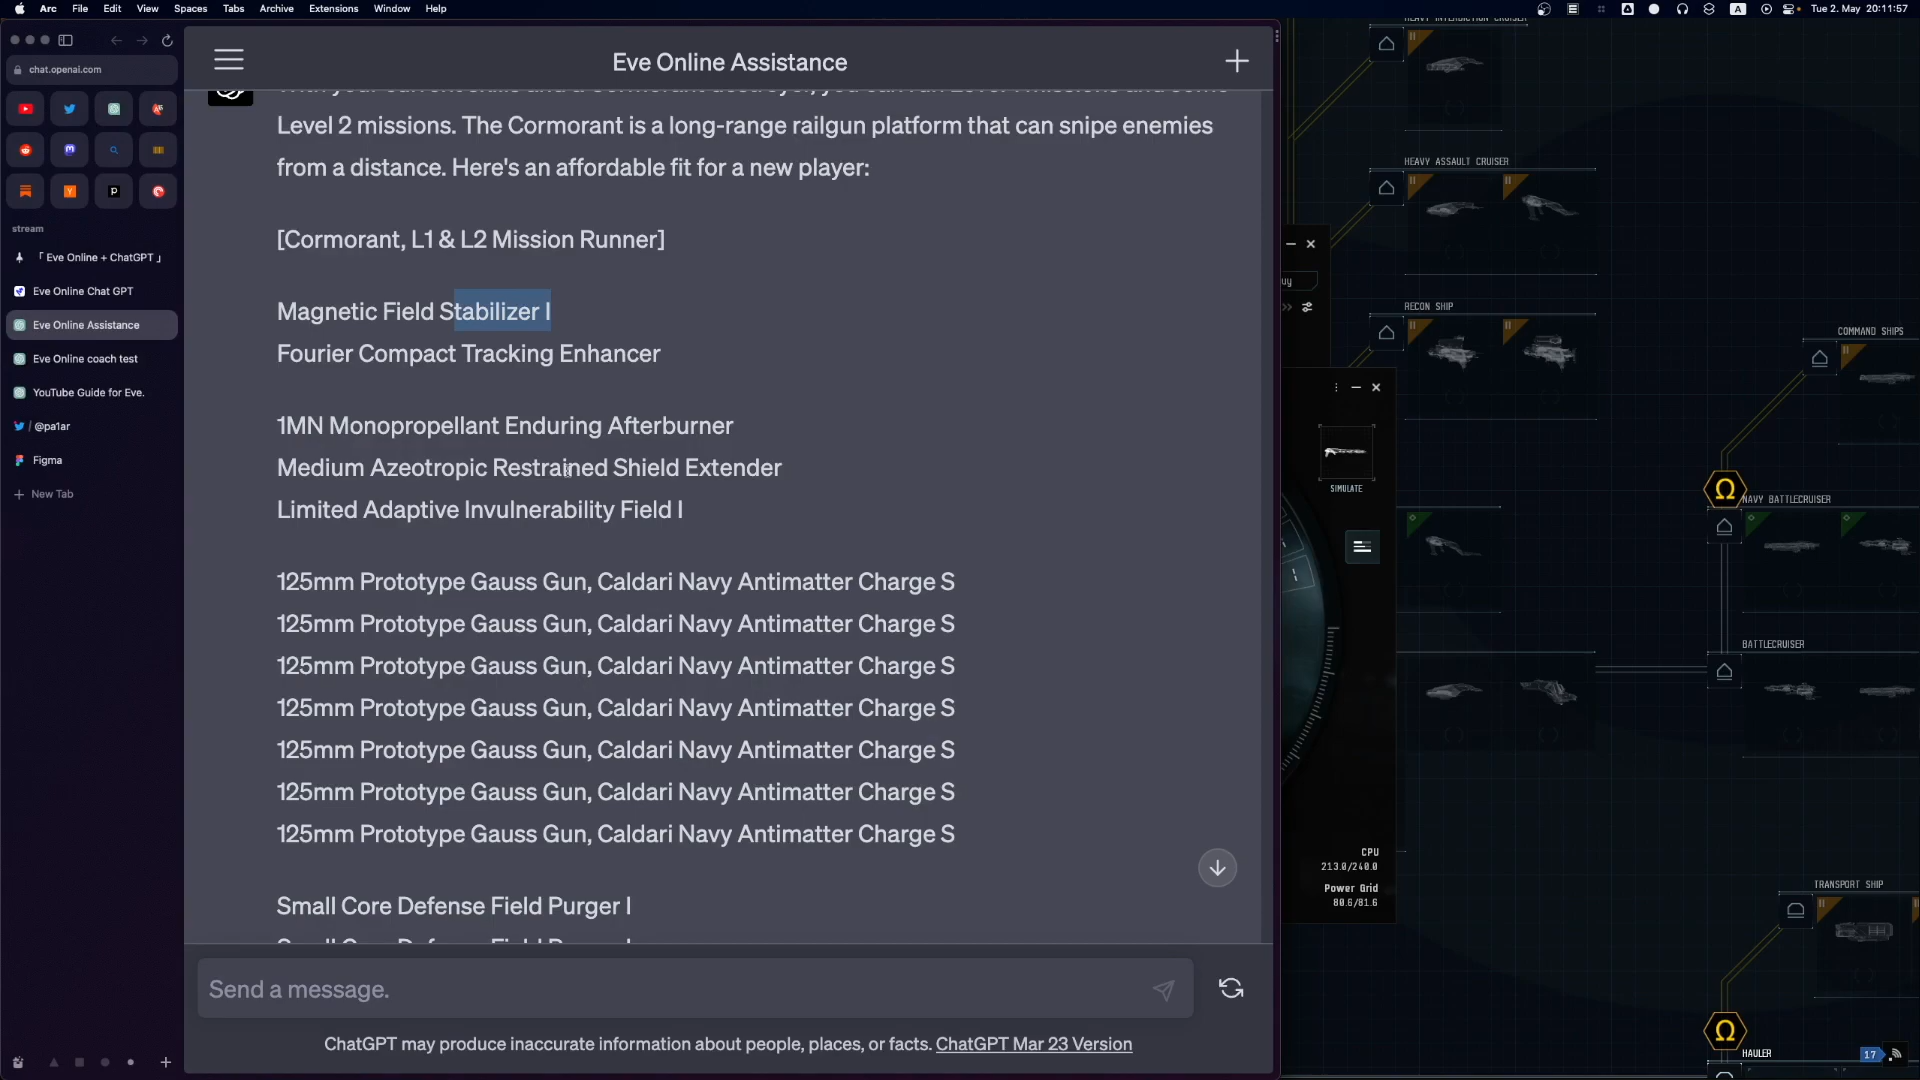 Arc File Edit View Spaces Tabs Archive Extensions Window Help
A
Tue 2. May 20:11:57
chat.openai.com
stream
「 Eve Online + ChatGPT 」
Eve Online Chat GPT
Eve Online Assistance
Eve Online coach test
YouTube Guide for Eve.
/ @pa1ar
Figma
New Tab
Eve Online Assistance
Level 2 missions. The Cormorant is a long-range railgun platform that can snipe enemies
from a distance. Here's an affordable fit for a new player:
[Cormorant, L1 & L2 Mission Runner]
Magnetic Field Stabilizer I
Fourier Compact Tracking Enhancer
1MN Monopropellant Enduring Afterburner
Medium Azeotropic Restrained Shield Extender
Limited Adaptive Invulnerability Field I
125mm Prototype Gauss Gun, Caldari Navy Antimatter Charge S
125mm Prototype Gauss Gun, Caldari Navy Antimatter Charge S
125mm Prototype Gauss Gun, Caldari Navy Antimatter Charge S
125mm Prototype Gauss Gun, Caldari Navy Antimatter Charge S
125mm Prototype Gauss Gun, Caldari Navy Antimatter Charge S
125mm Prototype Gauss Gun, Caldari Navy Antimatter Charge S
125mm Prototype Gauss Gun, Caldari Navy Antimatter Charge S
Small Core Defense Field Purger I
Send a message.
ChatGPT may produce inaccurate information about people, places, or facts. ChatGPT Mar 23 Version
HEAVY INTERDICTION CRUISER
HEAVY ASSAULT CRUISER
RECON SHIP
COMMAND SHIPS
uy
SIMULATE
NAVY BATTLECRUISER
BATTLECRUISER
CPU
213.0/240.0
Power Grid
80.6/81.6
TRANSPORT SHIP
HAULER
17